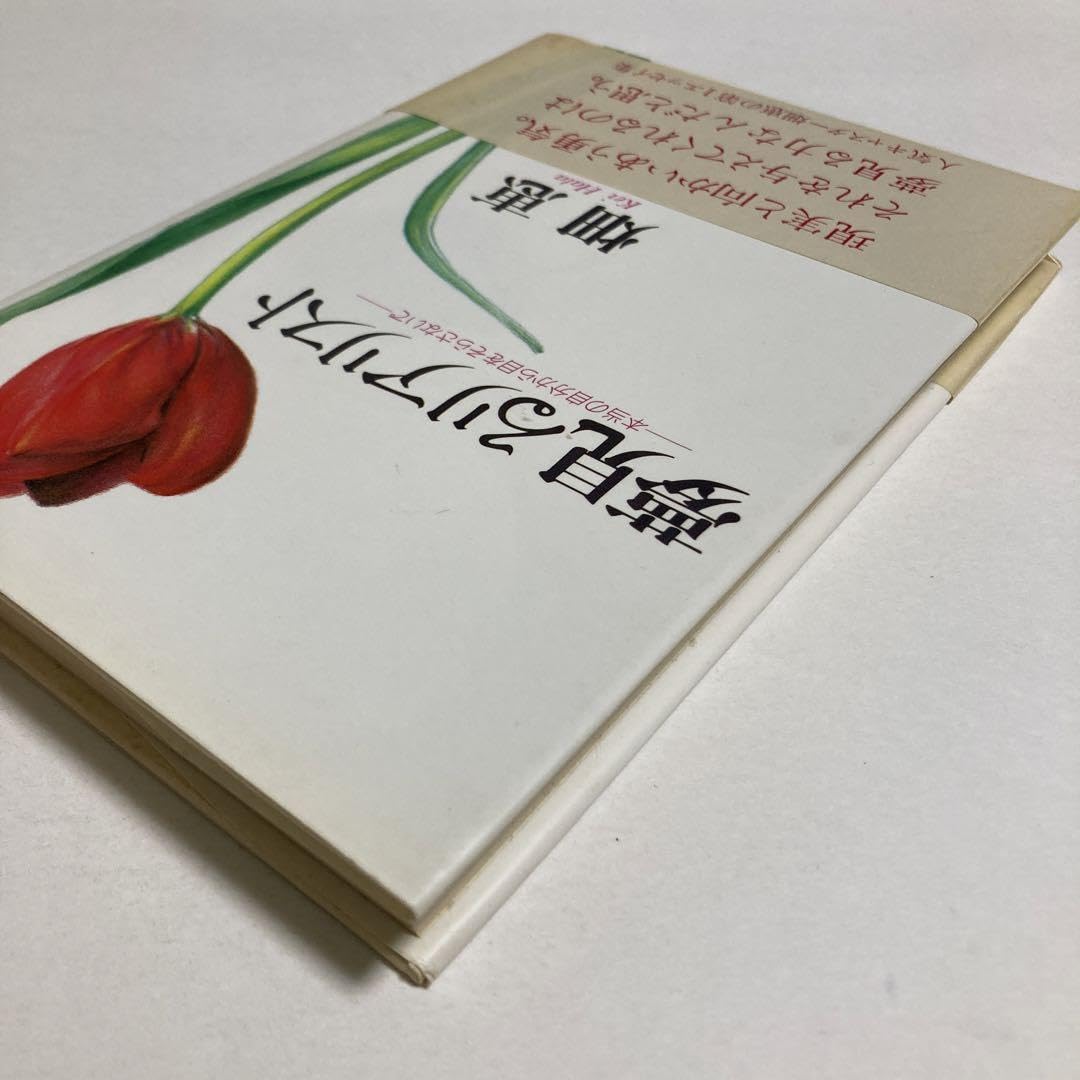 夢見るリアリスト
――本当の自分から目をそらさないで――
畑 恵
Kei Hata
現実と向かいあう勇気。
それを与えてくれるのは
夢見る力なんだと思う。
人気キャスター畑恵の第1エッセイ集